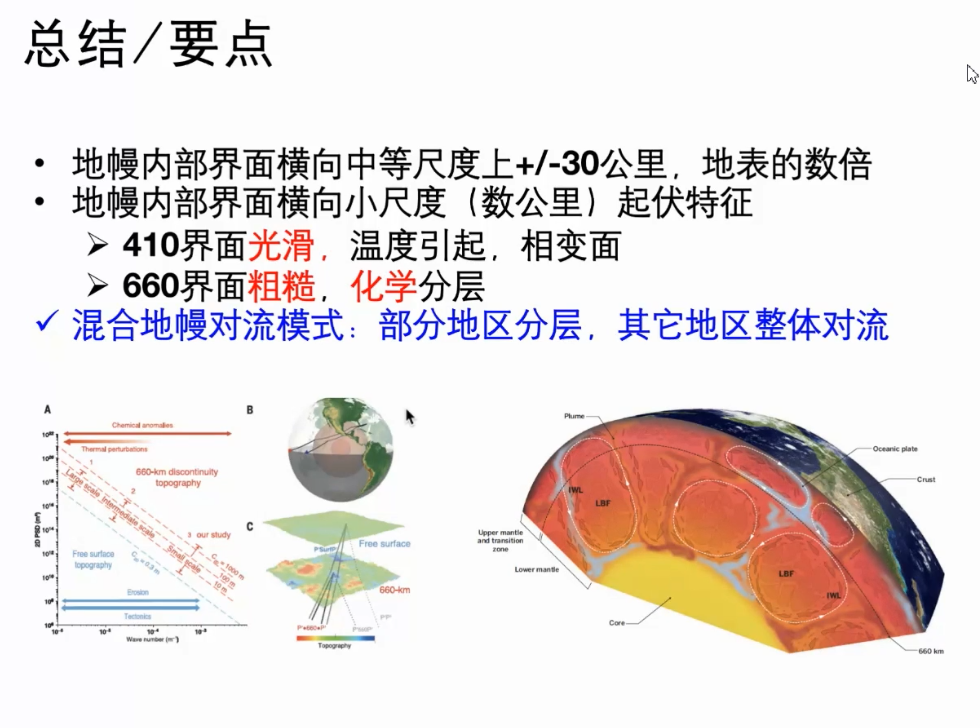 总结/要点
• 地幔内部界面横向中等尺度上+/-30公里，地表的数倍
• 地幔内部界面横向小尺度（数公里）起伏特征
➢ 410界面光滑，温度引起，相变面
➢ 660界面粗糙，化学分层
✓ 混合地幔对流模式：部分地区分层，其它地区整体对流
A
Chemical anomalies
Thermal perturbations
660-km discontinuity
topography
1
2
3 our study
Large scale
Intermediate scale
Small scale
Free surface
topography
Erosion
Tectonics
2D PSD (m⁴)
Wave number (m⁻¹)
B
C
Free surface
660-km
Topography
Plume
Oceanic plate
Crust
IWL
LBF
Upper mantle
and transition
zone
Lower mantle
LBF
IWL
Core
660 km